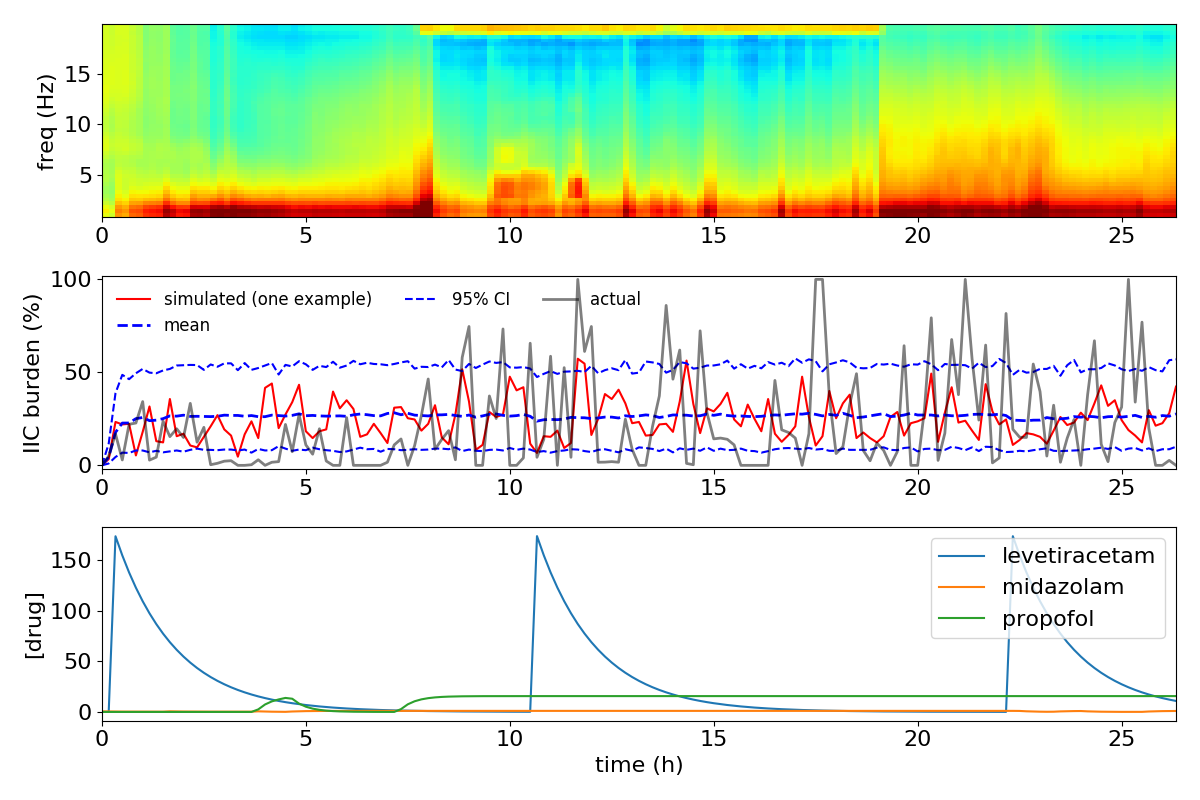 freq (Hz)
15
10
5
0 5 10 15 20 25
IIC burden (%)
100
50
0
simulated (one example) 95% CI actual
mean
0 5 10 15 20 25
[drug]
150
100
50
0
levetiracetam
midazolam
propofol
0 5 10 15 20 25
time (h)